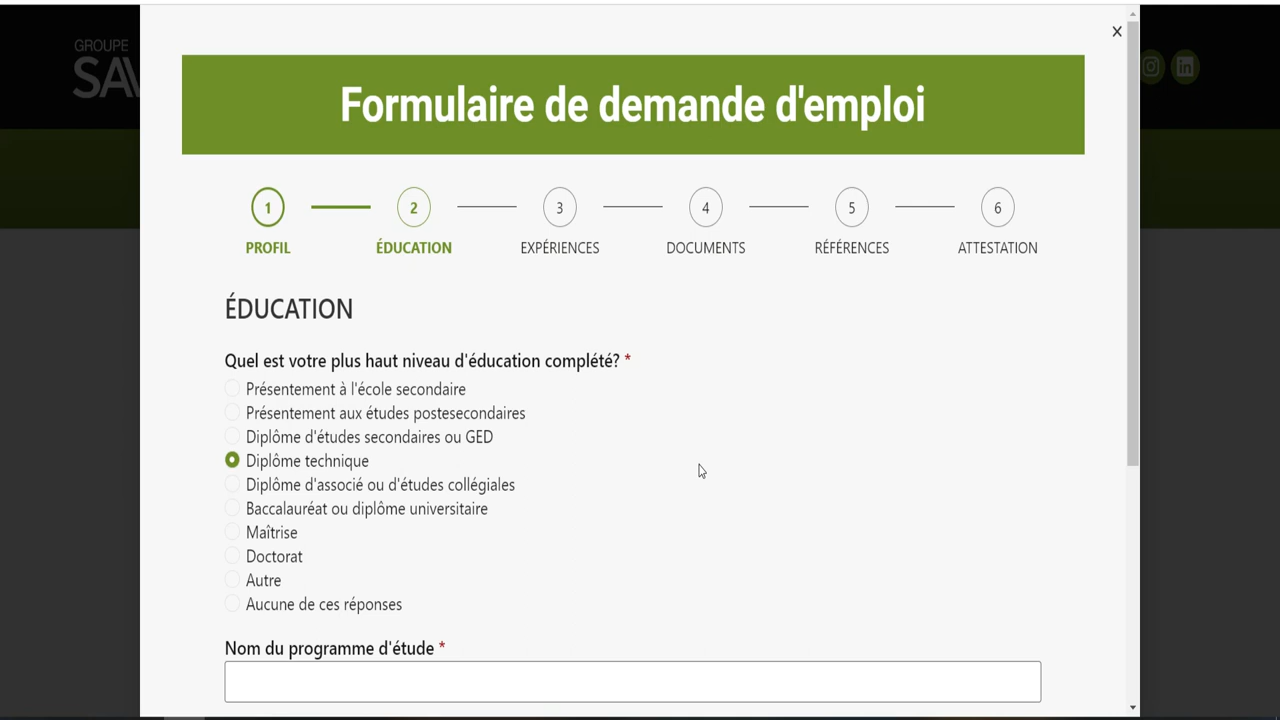 GROUPE
SAV
×
Formulaire de demande d'emploi
1 2 3 4 5 6
PROFIL ÉDUCATION EXPÉRIENCES DOCUMENTS RÉFÉRENCES ATTESTATION
ÉDUCATION
Quel est votre plus haut niveau d'éducation complété? *
Présentement à l'école secondaire
Présentement aux études postesecondaires
Diplôme d'études secondaires ou GED
Diplôme technique
Diplôme d'associé ou d'études collégiales
Baccalauréat ou diplôme universitaire
Maîtrise
Doctorat
Autre
Aucune de ces réponses
Nom du programme d'étude *